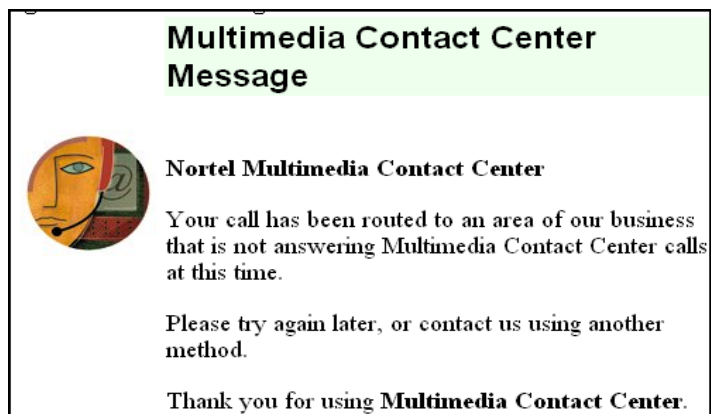 Multimedia Contact Center
Message
@
Nortel Multimedia Contact Center
Your call has been routed to an area of our business
that is not answering Multimedia Contact Center calls
at this time.
Please try again later, or contact us using another
method.
Thank you for using Multimedia Contact Center.